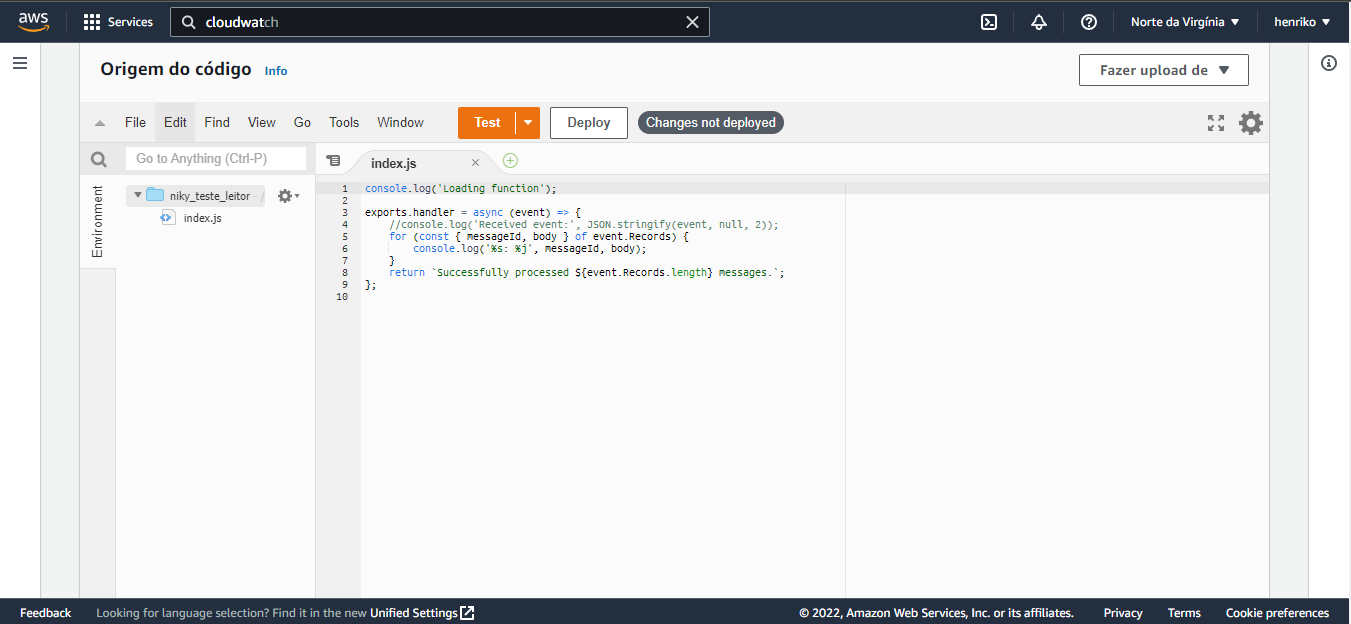 aws Services cloudwatch Norte da Virgínia henriko
Origem do código Info Fazer upload de
File Edit Find View Go Tools Window Test Deploy Changes not deployed
Go to Anything (Ctrl-P) index.js
Environment
niky_teste_leitor - /
index.js
1 console.log('Loading function');
2
3 exports.handler = async (event) => {
4 //console.log('Received event:', JSON.stringify(event, null, 2));
5 for (const { messageId, body } of event.Records) {
6 console.log('%s: %j', messageId, body);
7 }
8 return `Successfully processed ${event.Records.length} messages.`;
9 };
10
Feedback Looking for language selection? Find it in the new Unified Settings © 2022, Amazon Web Services, Inc. or its affiliates. Privacy Terms Cookie preferences